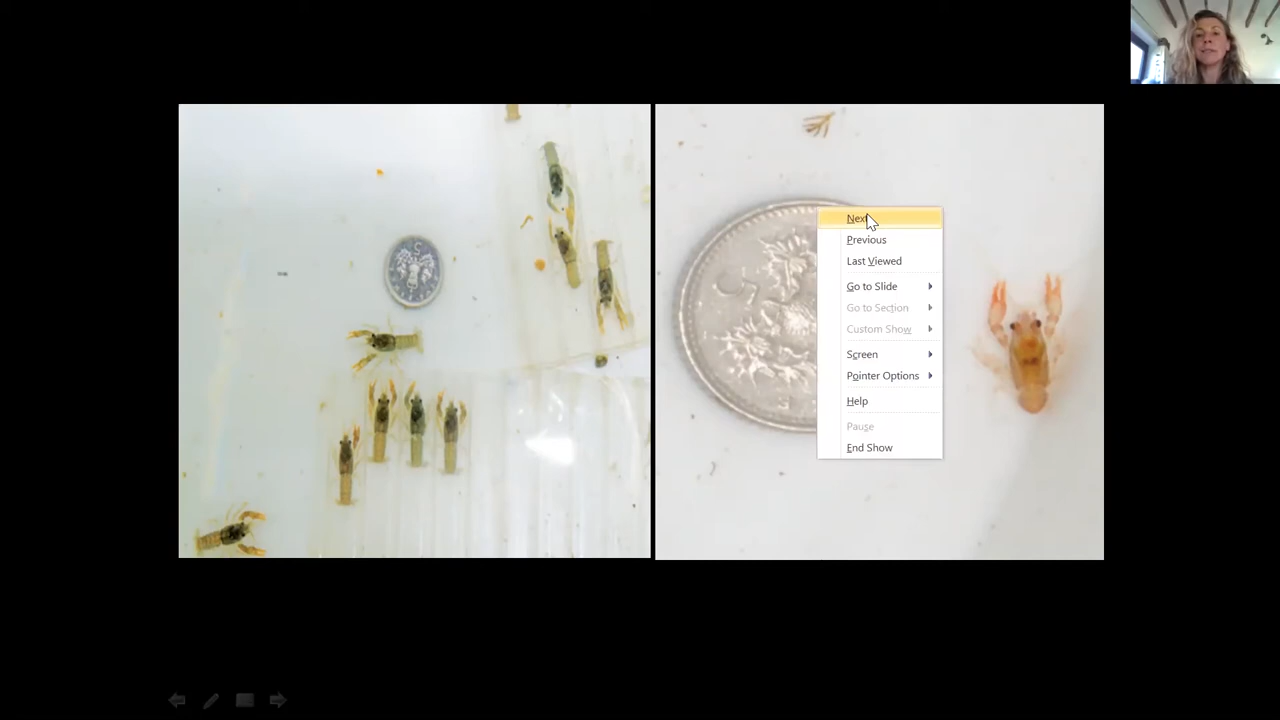 5
Next
Previous
Last Viewed
Go to Slide
Go to Section
Custom Show
Screen
Pointer Options
Help
Pause
End Show